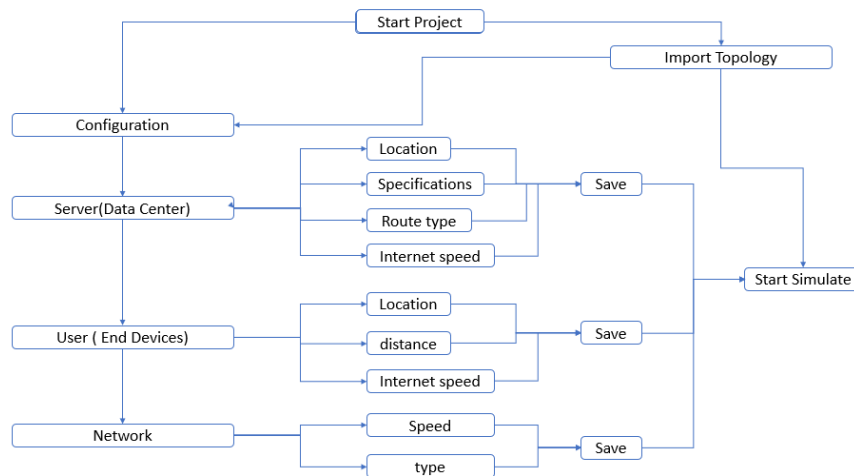 Start Project
Import Topology
Configuration
Location
Specifications
Save
Server(Data Center)
Route type
Internet speed
Start Simulate
Location
User ( End Devices)
distance
Save
Internet speed
Speed
Network
Save
type